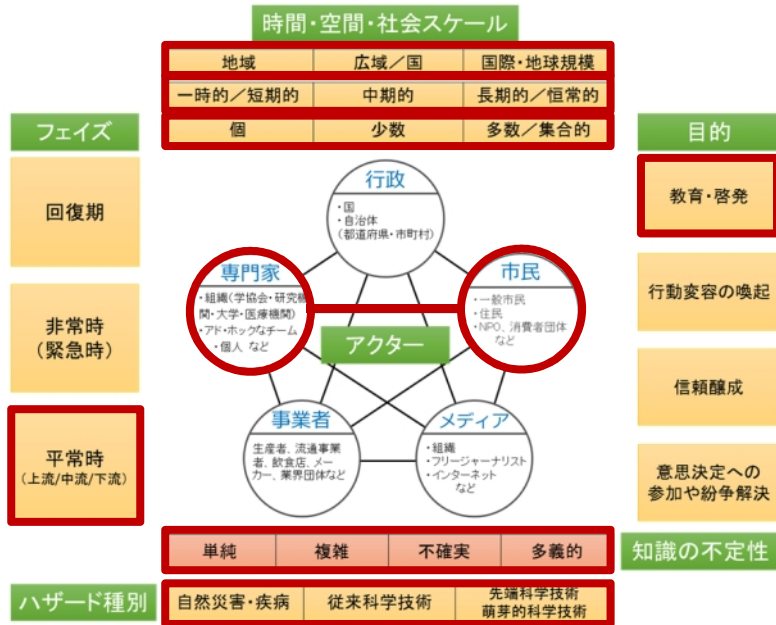 時間・空間・社会スケール
地域 広域／国 国際・地球規模
一時的／短期的 中期的 長期的／恒常的
個 少数 多数／集合的
フェイズ
回復期
非常時
(緊急時)
平常時
(上流/中流/下流)
行政
・国
・自治体
(都道府県・市町村)
専門家
・組織(学協会・研究機
関・大学・医療機関)
・アド・ホックなチーム
・個人 など
市民
・一般市民
・住民
・NPO、消費者団体
など
アクター
事業者
生産者、流通事業
者、飲食店、メー
カー、業界団体など
メディア
・組織
・フリージャーナリスト
・インターネット
など
目的
教育・啓発
行動変容の喚起
信頼醸成
意思決定への
参加や紛争解決
単純 複雑 不確実 多義的
知識の不定性
ハザード種別
自然災害・疾病 従来科学技術 先端科学技術
萌芽的科学技術